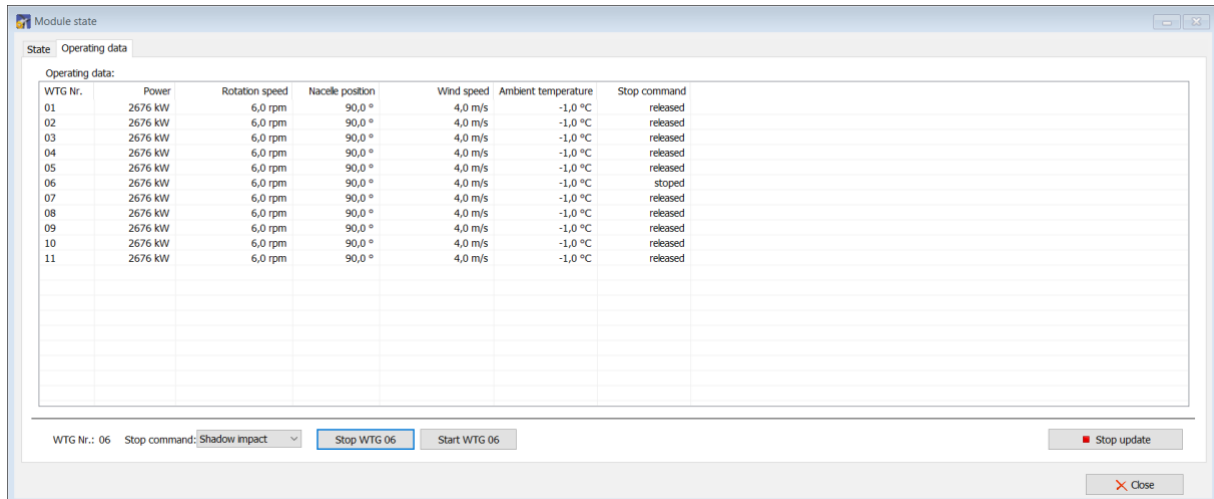 Module state
State Operating data
Operating data:
WTG Nr. Power Rotation speed Nacelle position Wind speed Ambient temperature Stop command
01 2676 kW 6,0 rpm 90,0 ° 4,0 m/s -1,0 °C released
02 2676 kW 6,0 rpm 90,0 ° 4,0 m/s -1,0 °C released
03 2676 kW 6,0 rpm 90,0 ° 4,0 m/s -1,0 °C released
04 2676 kW 6,0 rpm 90,0 ° 4,0 m/s -1,0 °C released
05 2676 kW 6,0 rpm 90,0 ° 4,0 m/s -1,0 °C released
06 2676 kW 6,0 rpm 90,0 ° 4,0 m/s -1,0 °C stoped
07 2676 kW 6,0 rpm 90,0 ° 4,0 m/s -1,0 °C released
08 2676 kW 6,0 rpm 90,0 ° 4,0 m/s -1,0 °C released
09 2676 kW 6,0 rpm 90,0 ° 4,0 m/s -1,0 °C released
10 2676 kW 6,0 rpm 90,0 ° 4,0 m/s -1,0 °C released
11 2676 kW 6,0 rpm 90,0 ° 4,0 m/s -1,0 °C released
WTG Nr.: 06 Stop command: Shadow impact Stop WTG 06 Start WTG 06 Stop update
Close